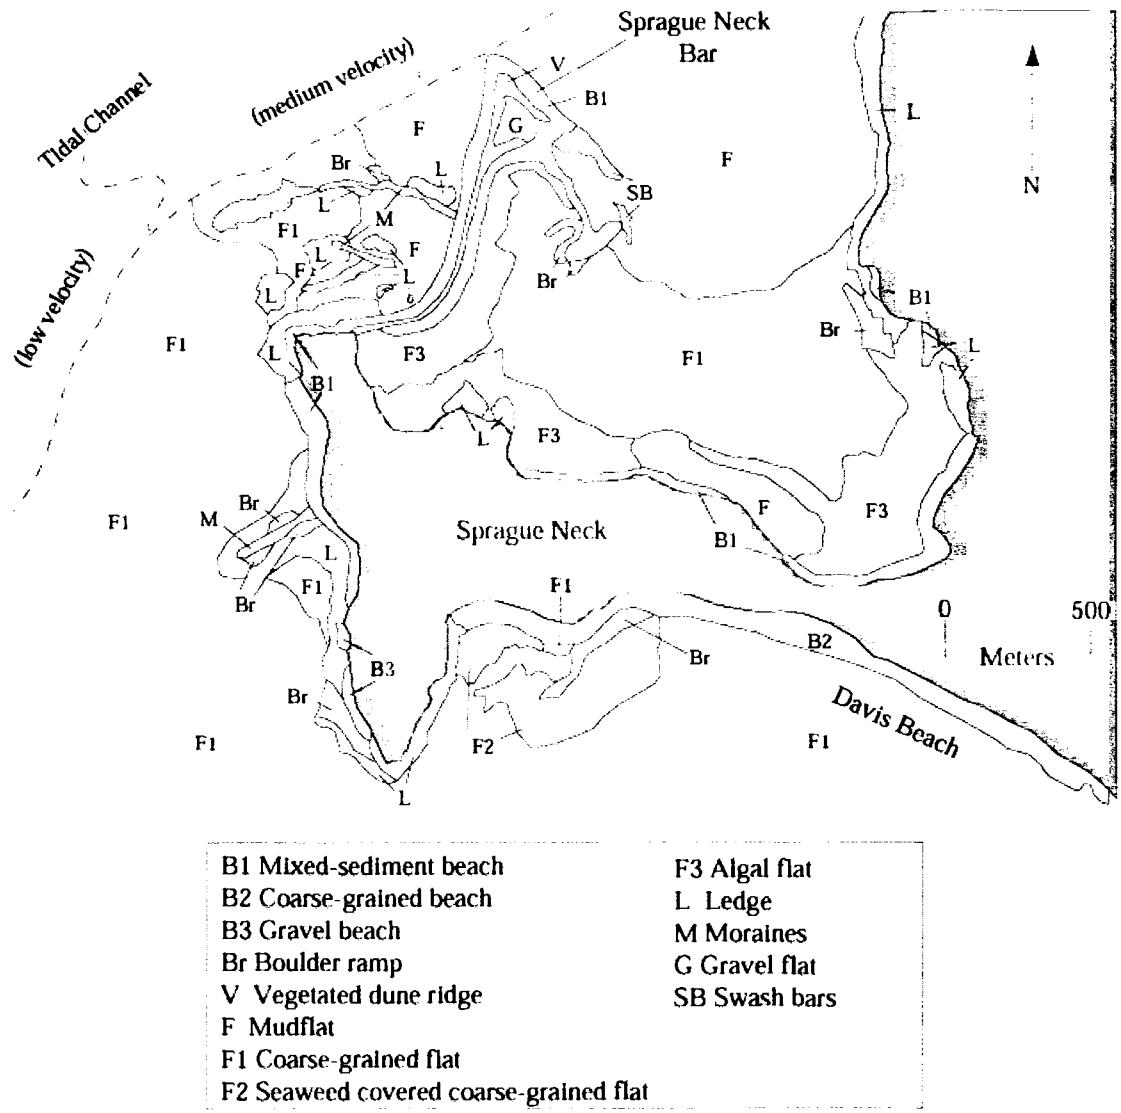 Sprague Neck
Bar
V
B1
Tidal Channel
(medium velocity)
F
G
L
N
Br
L
F
SB
L
M
F1
F
L
F
L
Br
L
B1
(low velocity)
F1
L
F3
F1
Br
L
B1
L
F3
Br
M
F1
Sprague Neck
F
F3
B1
L
F1
Br
F1
0
500
B2
Meters
Br
B3
Br
Davis Beach
F1
F2
F1
L
B1 Mixed-sediment beach
B2 Coarse-grained beach
B3 Gravel beach
Br Boulder ramp
V Vegetated dune ridge
F Mudflat
F1 Coarse-grained flat
F2 Seaweed covered coarse-grained flat
F3 Algal flat
L Ledge
M Moraines
G Gravel flat
SB Swash bars